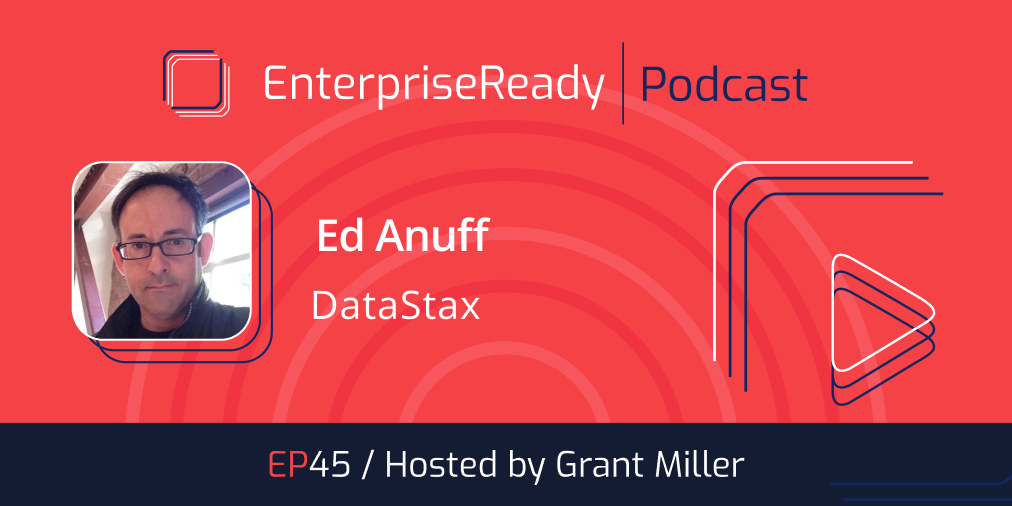 EnterpriseReady Podcast
Ed Anuff
DataStax
EP45 / Hosted by Grant Miller